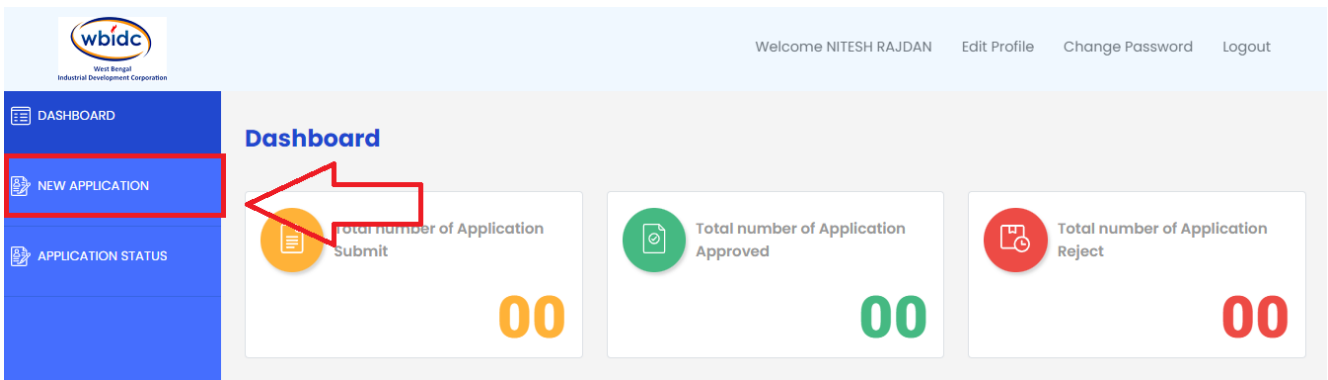 wbidc
West Bengal
Industrial Development Corporation
Welcome NITESH RAJDAN Edit Profile Change Password Logout
DASHBOARD
NEW APPLICATION
APPLICATION STATUS
Dashboard
Total number of Application
Submit
00
Total number of Application
Approved
00
Total number of Application
Reject
00